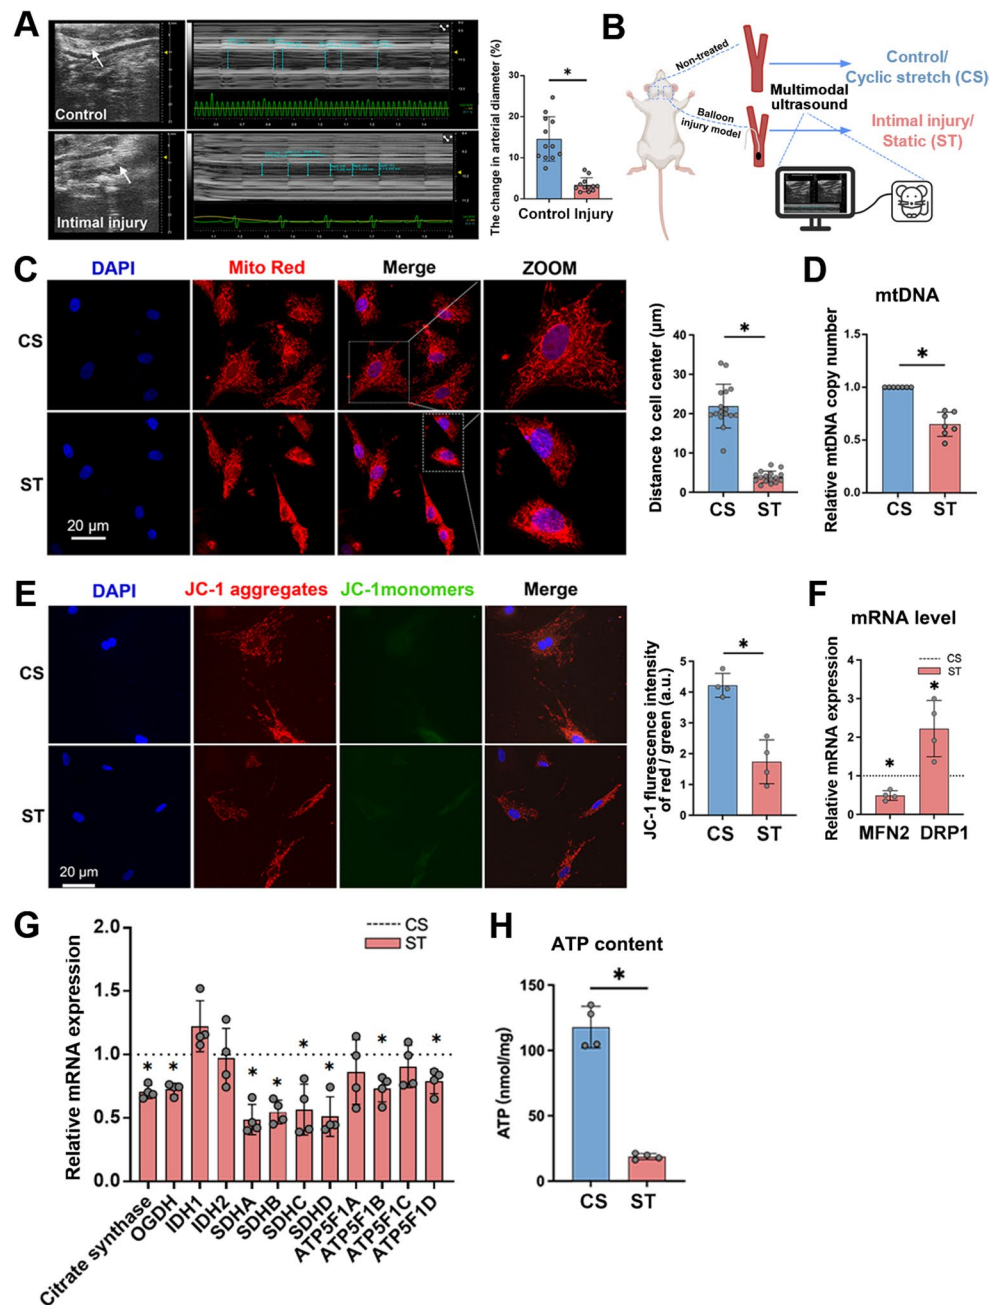 A
Control
Intimal injury
The change in arterial diameter (%)
30
20
10
0
*
Control Injury
B
Non-treated
Balloon
injury model
Control/
Cyclic stretch (CS)
Multimodal
ultrasound
Intimal injury/
Static (ST)
C
DAPI
Mito Red
Merge
ZOOM
CS
ST
20 µm
Distance to cell center (µm)
40
30
20
10
0
*
CS
ST
D
mtDNA
Relative mtDNA copy number
1.5
1.0
0.5
0.0
*
CS
ST
E
DAPI
JC-1 aggregates
JC-1monomers
Merge
CS
ST
20 µm
JC-1 flurescence intensity
of red / green (a.u.)
5
4
3
2
1
0
*
CS
ST
F
mRNA level
Relative mRNA expression
4
3
2
1
0
CS
ST
*
*
MFN2
DRP1
G
Relative mRNA expression
2.0
1.5
1.0
0.5
0.0
CS
ST
* * * * * * * *
Citrate synthase
OGDH
IDH1
IDH2
SDHA
SDHB
SDHC
SDHD
ATP5F1A
ATP5F1B
ATP5F1C
ATP5F1D
H
ATP content
ATP (nmol/mg)
150
100
50
0
*
CS
ST